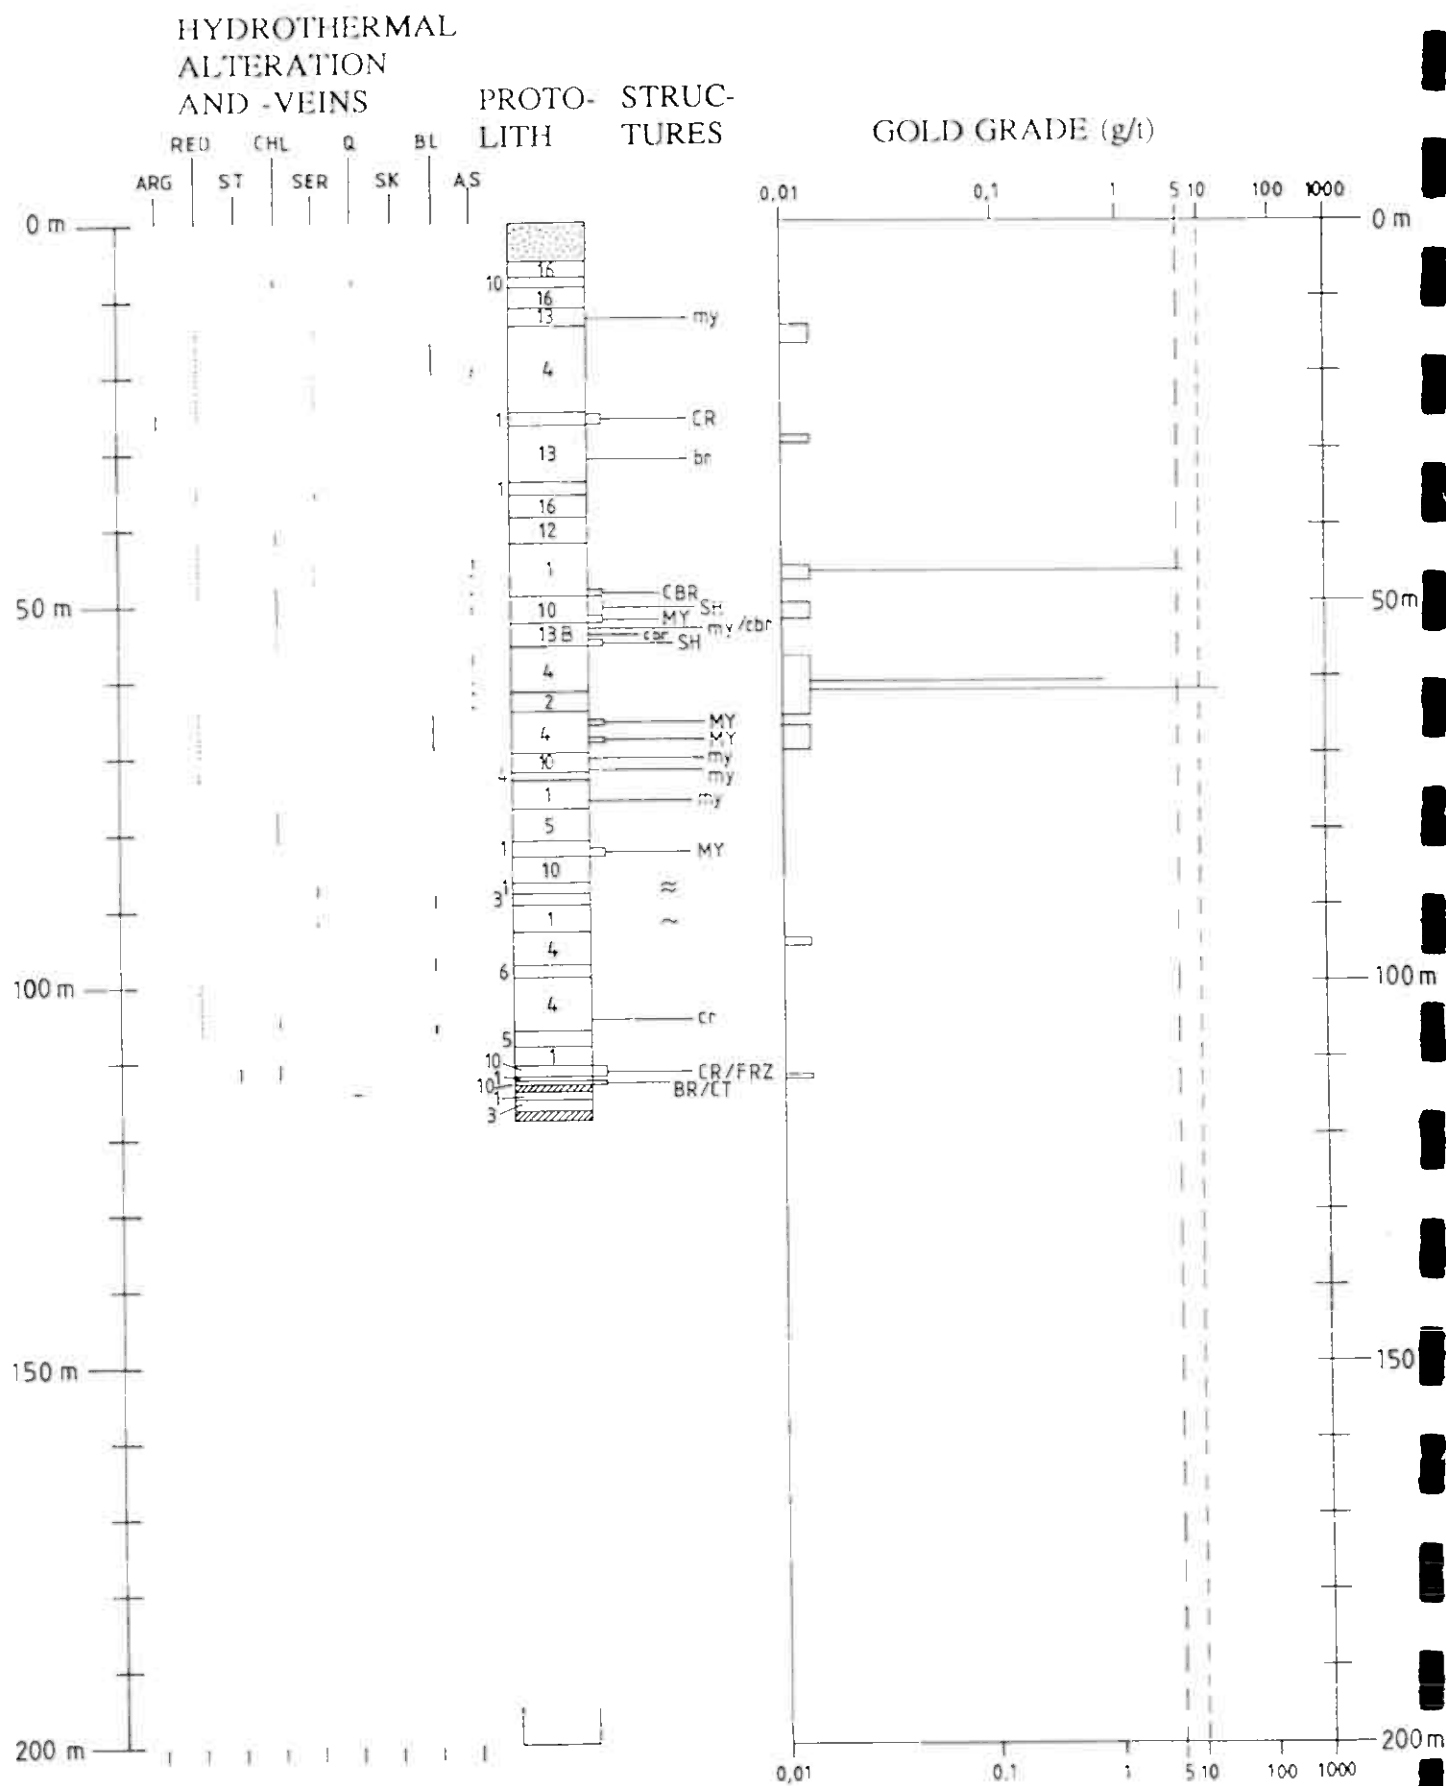 HYDROTHERMAL
ALTERATION
AND -VEINS
PROTO-
LITH
STRUC-
TURES
GOLD GRADE (g/t)
RED CHL Q BL
ARG ST SER SK AS
0,01 0,1 1 5 10 100 1000
0 m 0 m
16
10
16
13 my
4
1 CR
13 br
1
16
12
1
CBR
50 m 10 SH 50 m
MY
my/cbr
13 B cbr
SH
4
2
MY
4 MY
10 my
4 my
1 my
5
1 MY
10
1 ≈
3
1 ~
4
6
100 m 100 m
4 cr
5
1
10 CR/FRZ
1
10 BR/CT
1
3
150 m 150
200 m 200 m
0,01 0.1 1 5 10 100 1000